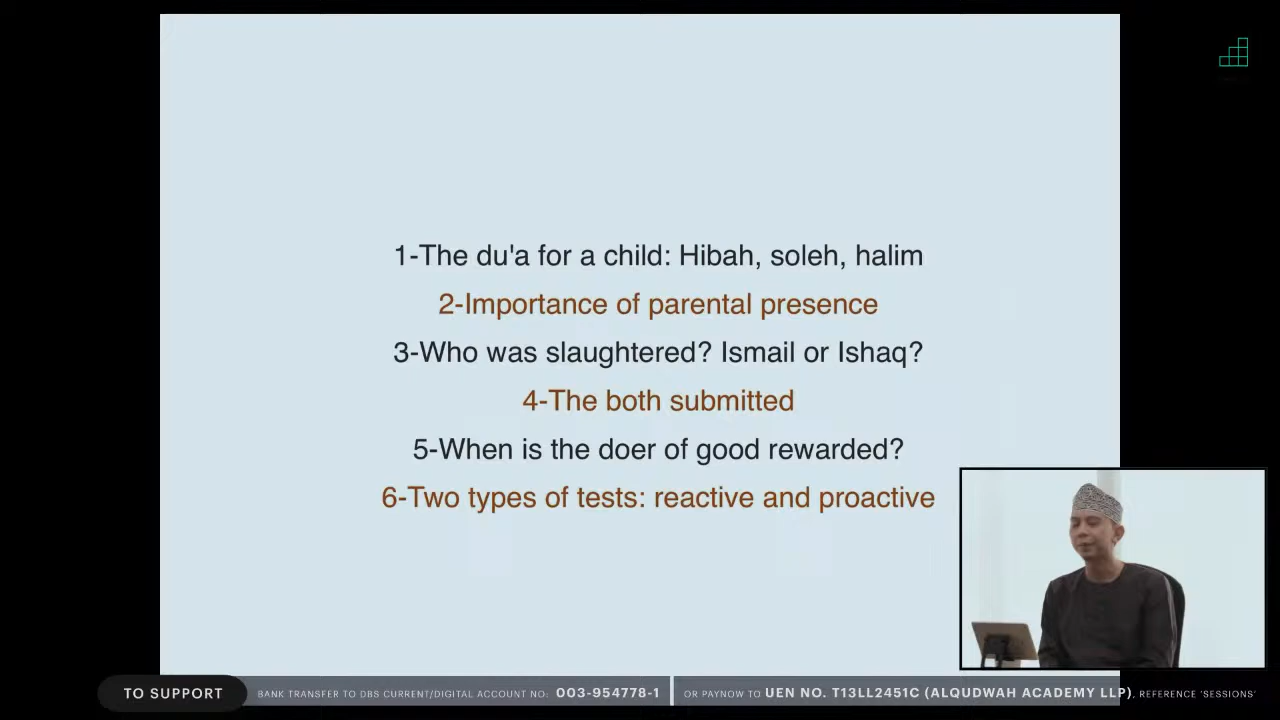 1-The du'a for a child: Hibah, soleh, halim
2-Importance of parental presence
3-Who was slaughtered? Ismail or Ishaq?
4-The both submitted
5-When is the doer of good rewarded?
6-Two types of tests: reactive and proactive
TO SUPPORT BANK TRANSFER TO DBS CURRENT/DIGITAL ACCOUNT NO: 003-954778-1 OR PAYNOW TO UEN NO. T13LL2451C (ALQUDWAH ACADEMY LLP), REFERENCE 'SESSIONS'